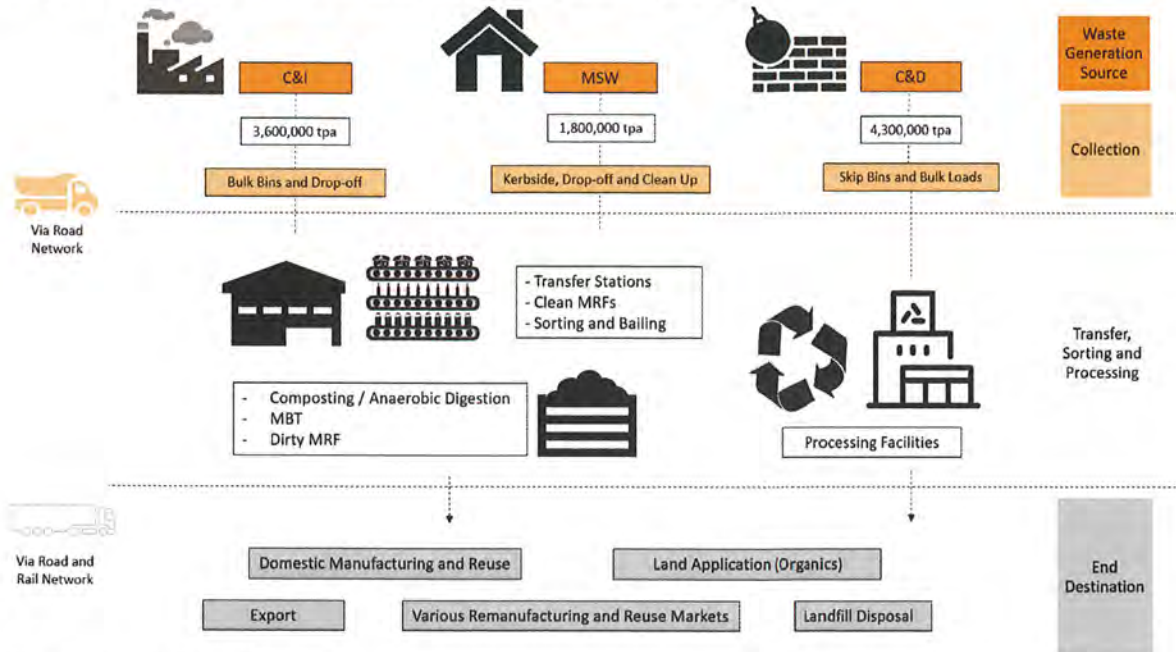 Waste
Generation
Source
C&I
MSW
C&D
3,600,000 tpa
1,800,000 tpa
4,300,000 tpa
Collection
Bulk Bins and Drop-off
Kerbside, Drop-off and Clean Up
Skip Bins and Bulk Loads
Via Road
Network
- Transfer Stations
- Clean MRFs
- Sorting and Bailing
Transfer,
Sorting and
Processing
- Composting / Anaerobic Digestion
- MBT
- Dirty MRF
Processing Facilities
Via Road and
Rail Network
Domestic Manufacturing and Reuse
Land Application (Organics)
End
Destination
Export
Various Remanufacturing and Reuse Markets
Landfill Disposal